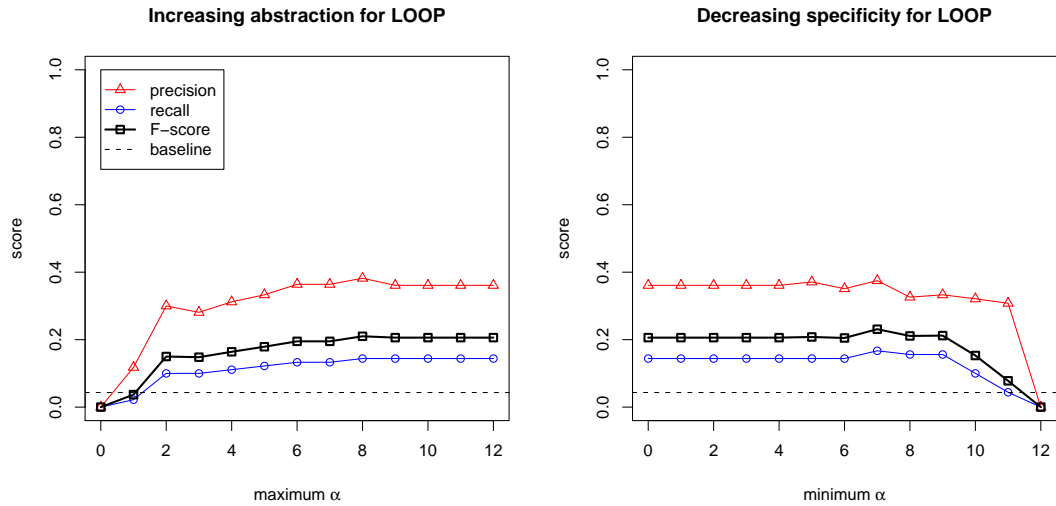 Increasing abstraction for LOOP
score
0.0 0.2 0.4 0.6 0.8 1.0
precision
recall
F−score
baseline
0 2 4 6 8 10 12
maximum α
Decreasing specificity for LOOP
score
0.0 0.2 0.4 0.6 0.8 1.0
0 2 4 6 8 10 12
minimum α